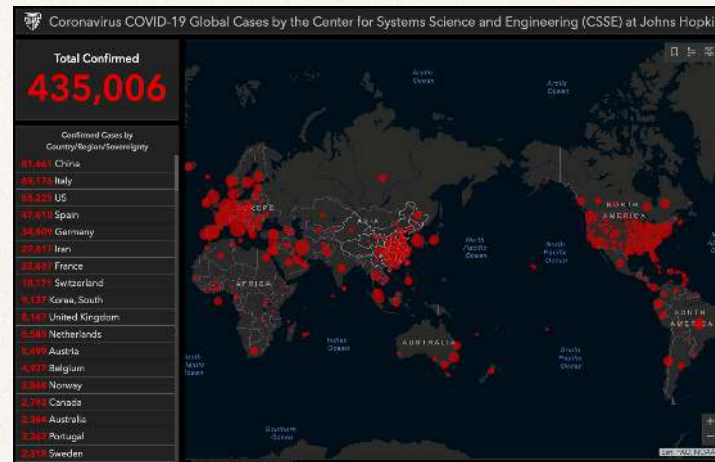 Coronavirus COVID-19 Global Cases by the Center for Systems Science and Engineering (CSSE) at Johns Hopki
Total Confirmed
435,006
Confirmed Cases by
Country/Region/Sovereignty
81,661 China
69,176 Italy
55,225 US
47,610 Spain
34,009 Germany
27,017 Iran
22,637 France
10,171 Switzerland
9,137 Korea, South
8,167 United Kingdom
5,585 Netherlands
5,499 Austria
4,937 Belgium
2,868 Norway
2,792 Canada
2,364 Australia
2,362 Portugal
Sweden
Arctic
Ocean
Arctic
Ocean
EUROPE
ASIA
NORTH
AMERICA
North
Pacific
Ocean
North
Pacific
Ocean
AFRICA
SOUTH
AMERICA
Indian
Ocean
AUSTRALIA
South
Pacific
Ocean
Southern
Ocean